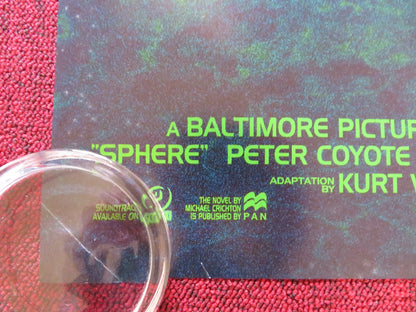 A BALTIMORE PICTUR
"SPHERE" PETER COYOTE
ADAPTATION BY KURT
SOUNDTRACK AVAILABLE ON
THE NOVEL BY
MICHAEL CRICHTON
IS PUBLISHED BY PAN